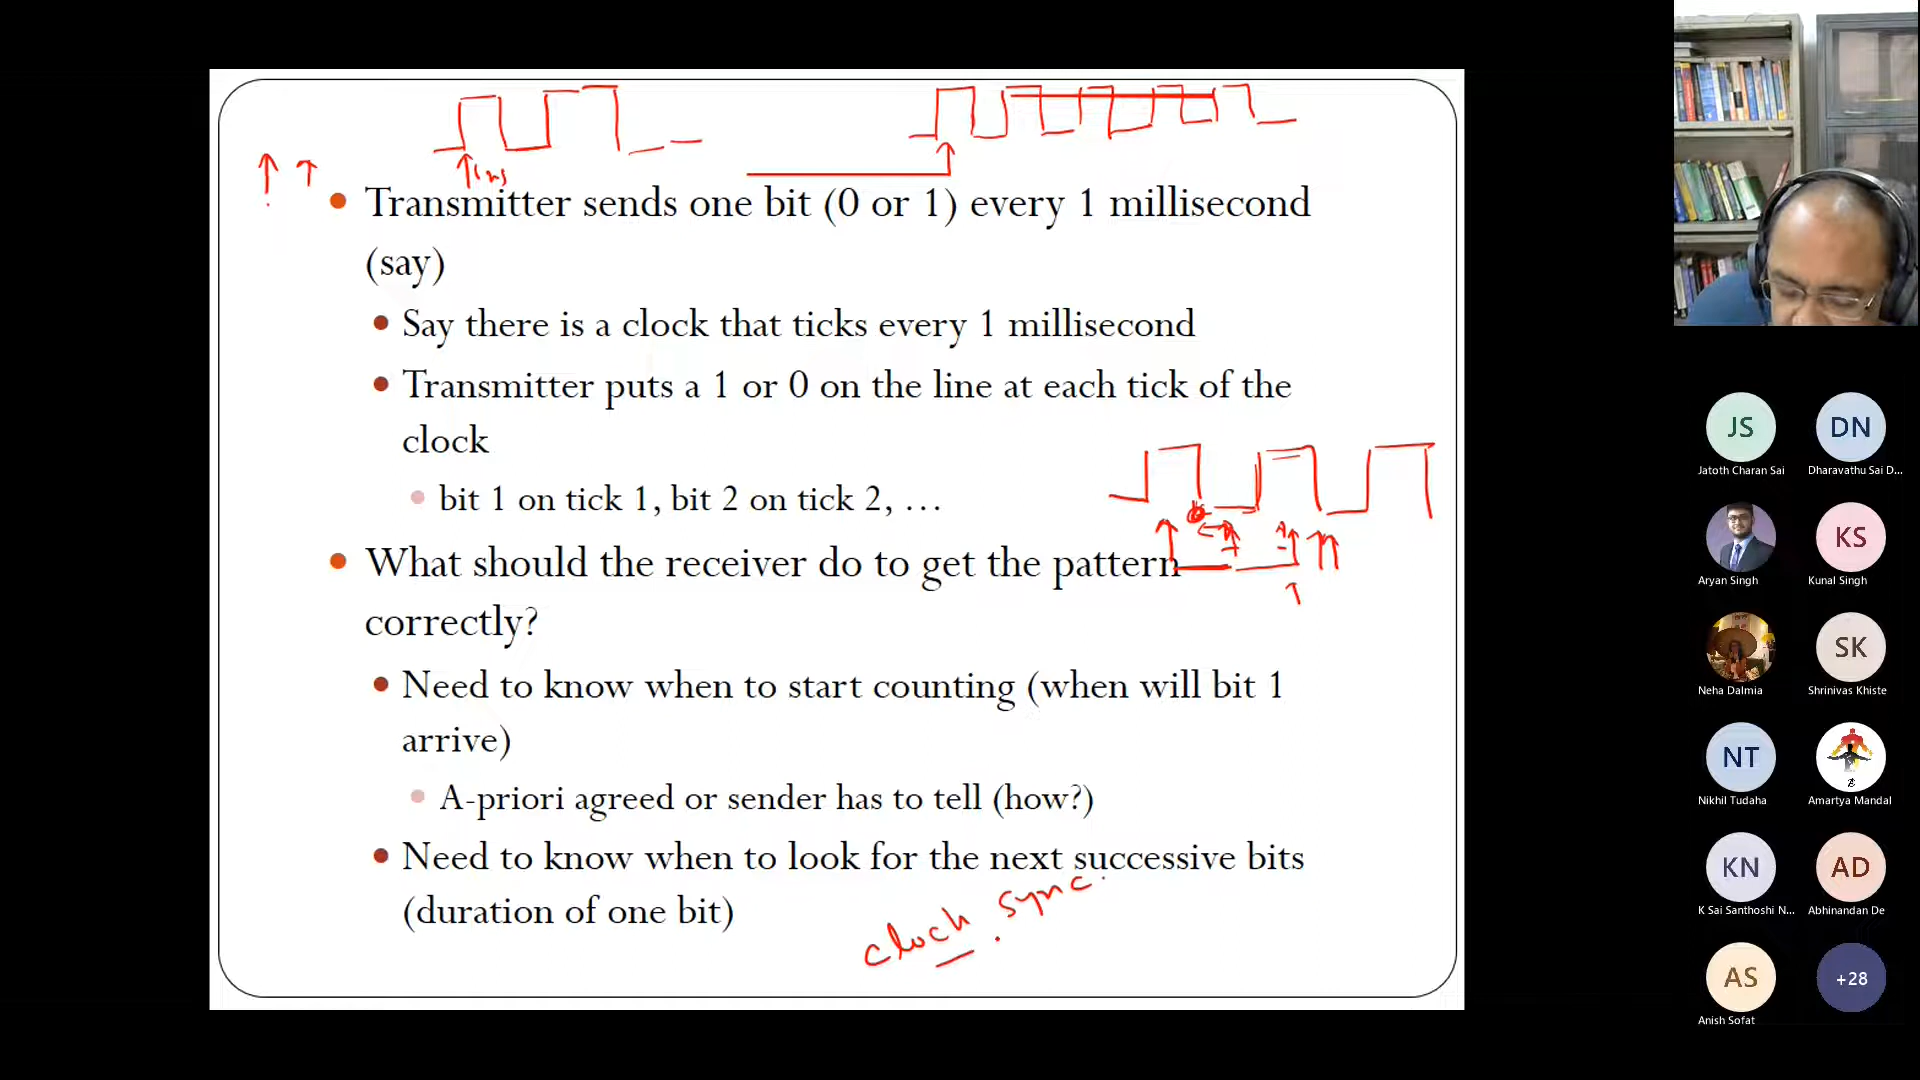 1ms
• Transmitter sends one bit (0 or 1) every 1 millisecond
(say)
• Say there is a clock that ticks every 1 millisecond
• Transmitter puts a 1 or 0 on the line at each tick of the
clock
• bit 1 on tick 1, bit 2 on tick 2, …
• What should the receiver do to get the pattern
correctly?
• Need to know when to start counting (when will bit 1
arrive)
• A-priori agreed or sender has to tell (how?)
• Need to know when to look for the next successive bits
(duration of one bit)
clock sync.
JS
DN
Jatoth Charan Sai
Dharavathu Sai D...
KS
Aryan Singh
Kunal Singh
SK
Neha Dalmia
Shrinivas Khiste
NT
Nikhil Tudaha
Amartya Mandal
KN
AD
K Sai Santhoshi N...
Abhinandan De
AS
+28
Anish Sofat